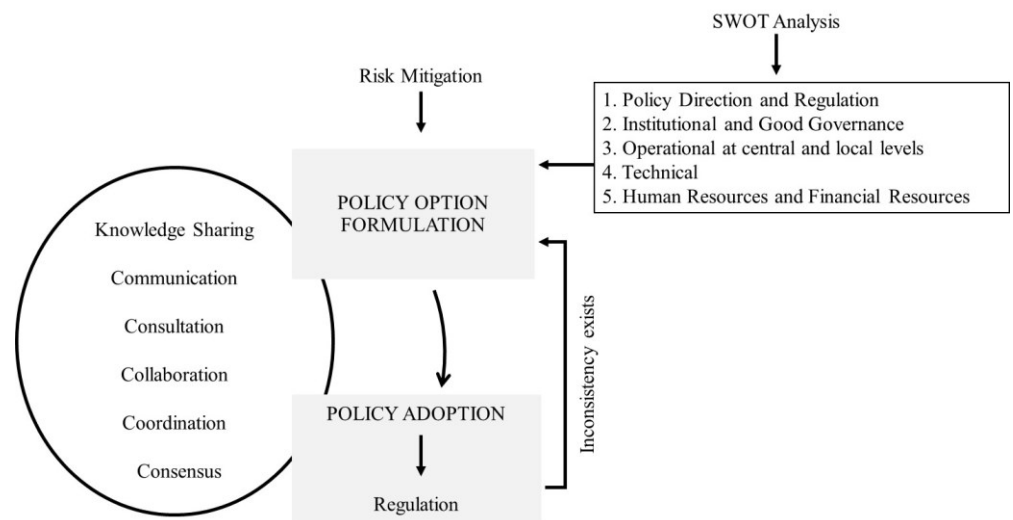 SWOT Analysis
Risk Mitigation
1. Policy Direction and Regulation
2. Institutional and Good Governance
3. Operational at central and local levels
4. Technical
5. Human Resources and Financial Resources
POLICY OPTION
FORMULATION
Knowledge Sharing
Communication
Consultation
Collaboration
Coordination
Consensus
Inconsistency exists
POLICY ADOPTION
Regulation